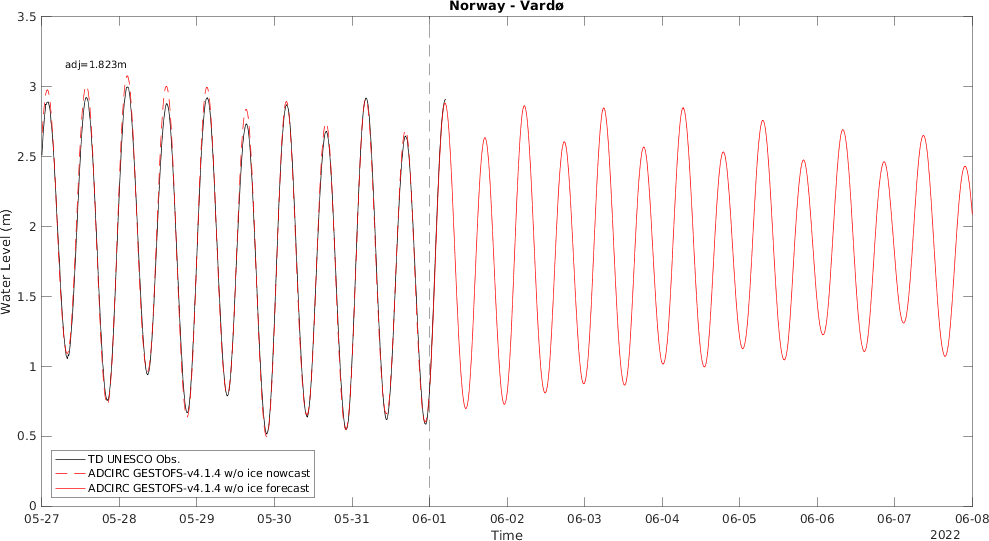 Norway - Vardø
adj=1.823m
3.5
3
2.5
2
1.5
1
0.5
0
Water Level (m)
TD UNESCO Obs.
ADCIRC GESTOFS-v4.1.4 w/o ice nowcast
ADCIRC GESTOFS-v4.1.4 w/o ice forecast
05-27 05-28 05-29 05-30 05-31 06-01 06-02 06-03 06-04 06-05 06-06 06-07 06-08
Time
2022